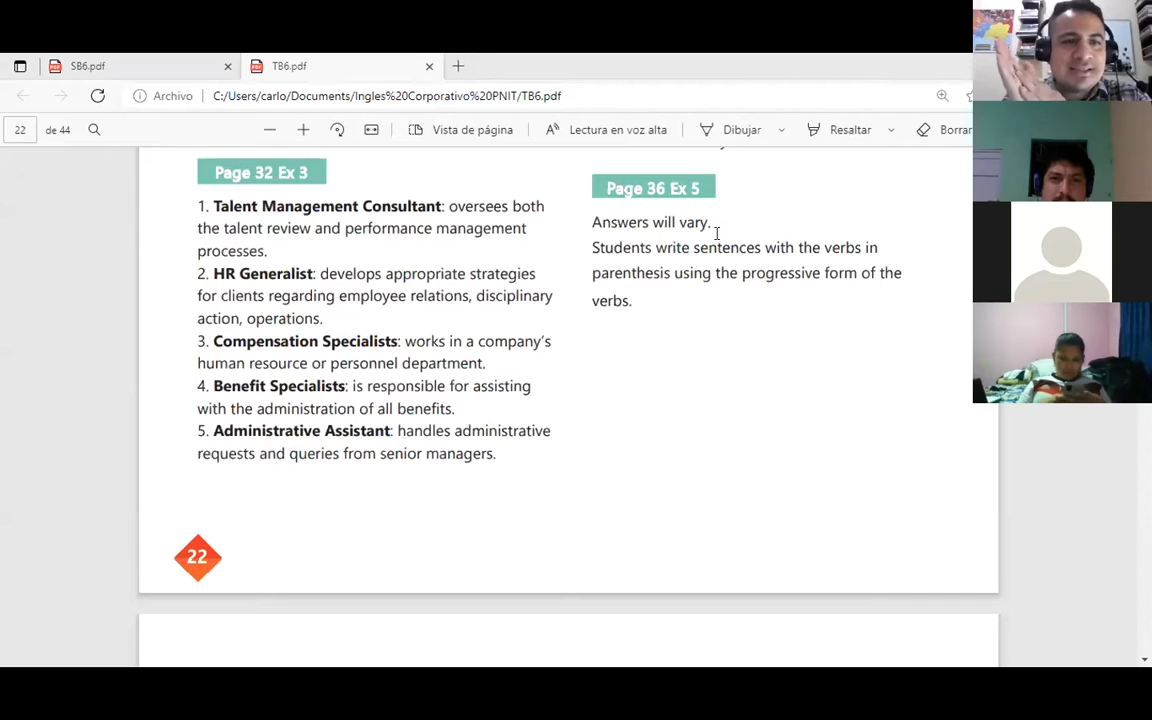 SB6.pdf
TB6.pdf
Archivo C:/Users/carlo/Documents/Ingles%20Corporativo%20PNIT/TB6.pdf
22 de 44
Vista de página
Lectura en voz alta
Dibujar
Resaltar
Borrar
Page 32 Ex 3
1. Talent Management Consultant: oversees both
the talent review and performance management
processes.
2. HR Generalist: develops appropriate strategies
for clients regarding employee relations, disciplinary
action, operations.
3. Compensation Specialists: works in a company's
human resource or personnel department.
4. Benefit Specialists: is responsible for assisting
with the administration of all benefits.
5. Administrative Assistant: handles administrative
requests and queries from senior managers.
22
Page 36 Ex 5
Answers will vary.
Students write sentences with the verbs in
parenthesis using the progressive form of the
verbs.